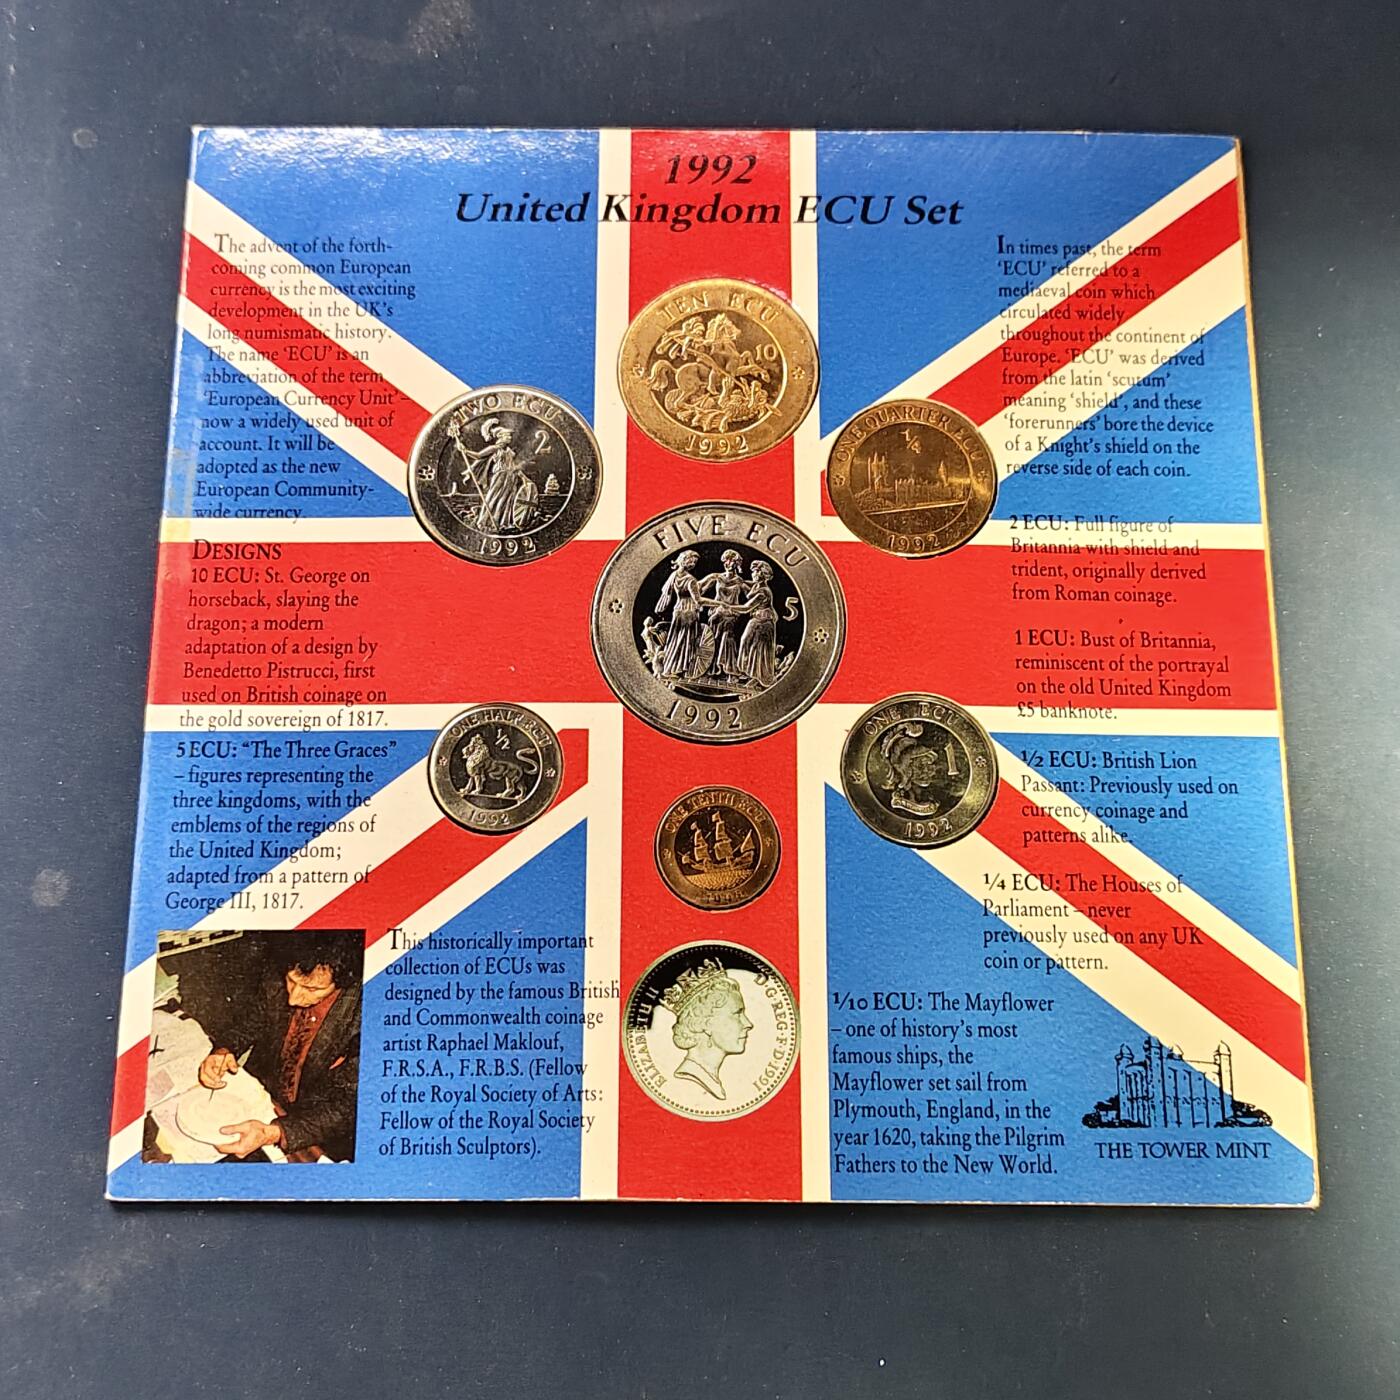 1992
United Kingdom ECU Set
The advent of the forth-
coming common European
currency is the most exciting
development in the UK's
long numismatic history.
The name 'ECU' is an
abbreviation of the term
'European Currency Unit' –
now a widely used unit of
account. It will be
adopted as the new
European Community-
wide currency.
DESIGNS
10 ECU: St. George on
horseback, slaying the
dragon; a modern
adaptation of a design by
Benedetto Pistrucci, first
used on British coinage on
the gold sovereign of 1817.
5 ECU: "The Three Graces"
– figures representing the
three kingdoms, with the
emblems of the regions of
the United Kingdom;
adapted from a pattern of
George III, 1817.
This historically important
collection of ECUs was
designed by the famous British
and Commonwealth coinage
artist Raphael Maklouf,
F.R.S.A., F.R.B.S. (Fellow
of the Royal Society of Arts:
Fellow of the Royal Society
of British Sculptors).
TEN ECU
10
1992
TWO ECU
2
1992
ONE QUARTER ECU
1/4
1992
FIVE ECU
5
1992
ONE HALF ECU
1/2
1992
ONE ECU
1
1992
ONE TENTH ECU
ELIZABETH II
D·G·REG·F·D·1991
In times past, the term
'ECU' referred to a
mediaeval coin which
circulated widely
throughout the continent of
Europe. 'ECU' was derived
from the latin 'scutum'
meaning 'shield', and these
'forerunners' bore the device
of a Knight's shield on the
reverse side of each coin.
2 ECU: Full figure of
Britannia with shield and
trident, originally derived
from Roman coinage.
1 ECU: Bust of Britannia,
reminiscent of the portrayal
on the old United Kingdom
£5 banknote.
1/2 ECU: British Lion
Passant: Previously used on
currency coinage and
patterns alike.
1/4 ECU: The Houses of
Parliament – never
previously used on any UK
coin or pattern.
1/10 ECU: The Mayflower
– one of history's most
famous ships, the
Mayflower set sail from
Plymouth, England, in the
year 1620, taking the Pilgrim
Fathers to the New World.
THE TOWER MINT